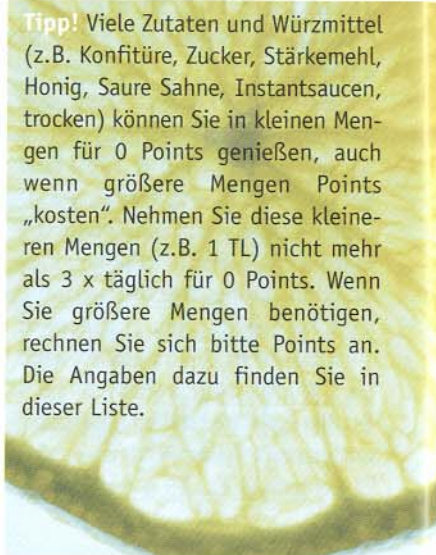 Tipp! Viele Zutaten und Würzmittel
(z.B. Konfitüre, Zucker, Stärkemehl,
Honig, Saure Sahne, Instantsaucen,
trocken) können Sie in kleinen Men-
gen für 0 Points genießen, auch
wenn größere Mengen Points
„kosten“. Nehmen Sie diese kleine-
ren Mengen (z.B. 1 TL) nicht mehr
als 3 x täglich für 0 Points. Wenn
Sie größere Mengen benötigen,
rechnen Sie sich bitte Points an.
Die Angaben dazu finden Sie in
dieser Liste.